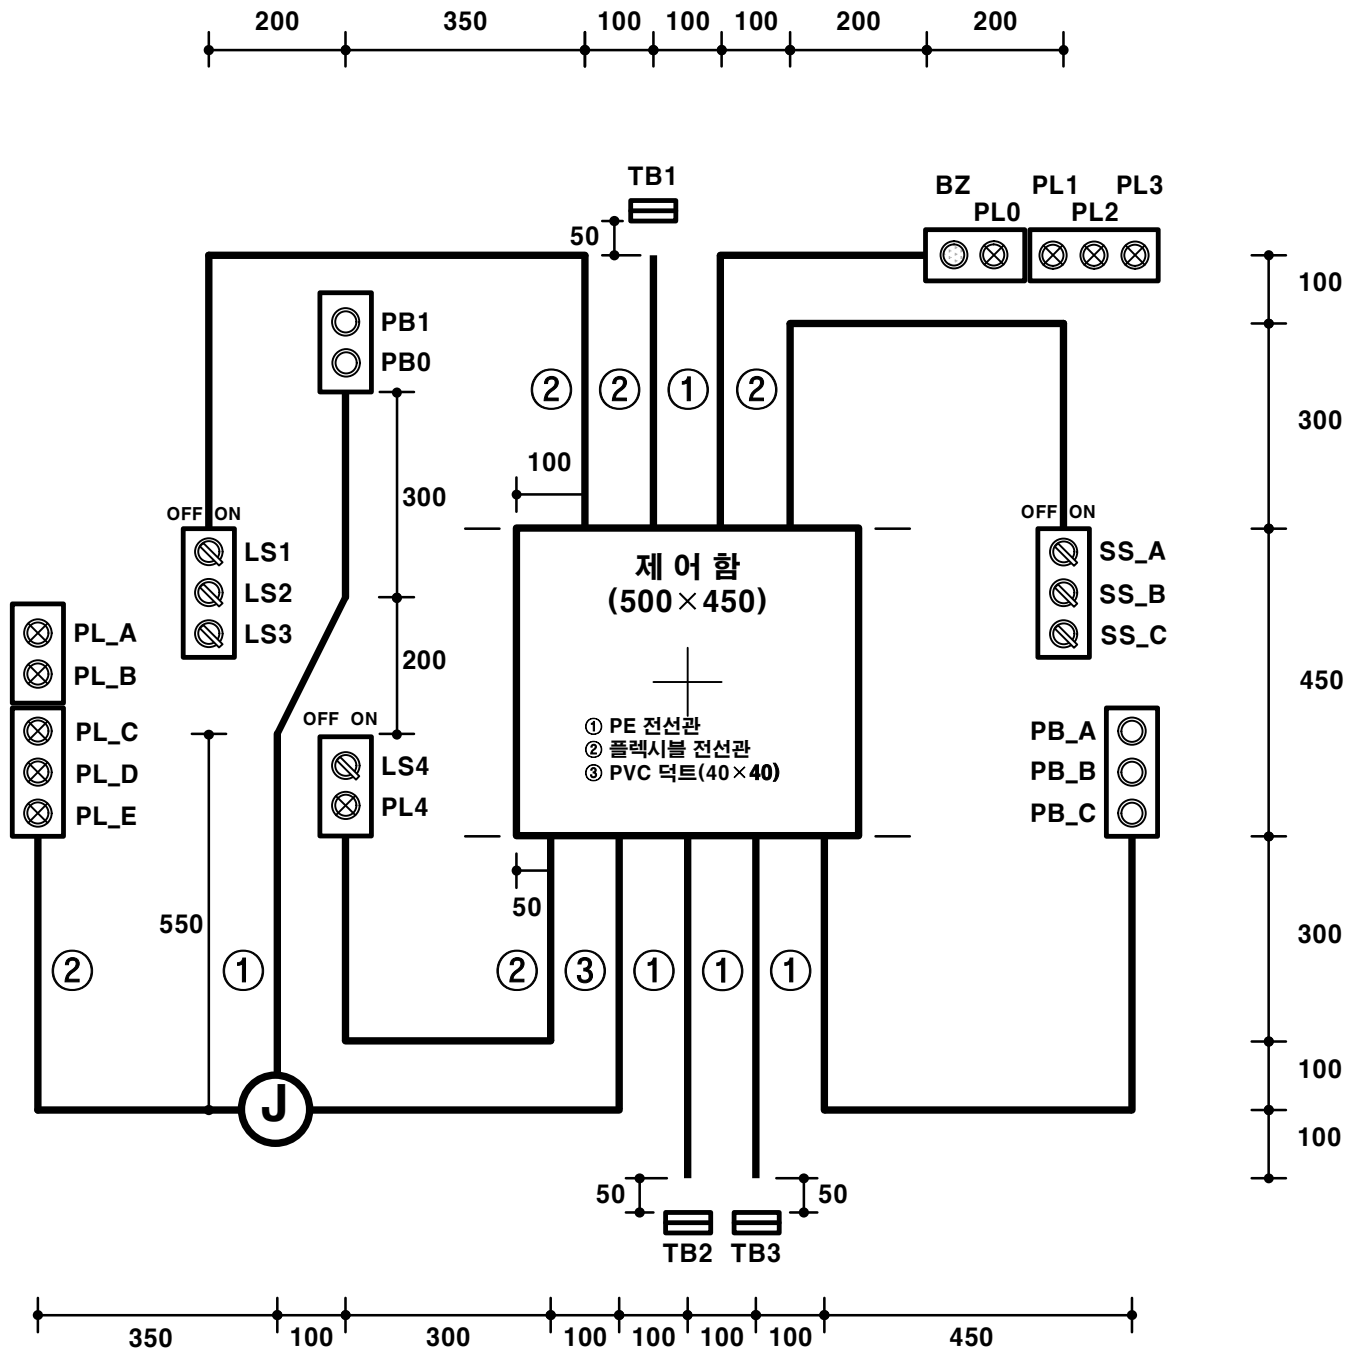 200 350 100 100 100 200 200
TB1
BZ PL1 PL3
PL0 PL2
50
100
PB1
PB0
② ② ① ②
300
100
300
OFF ON
OFF ON
LS1
LS2
LS3
제 어 함
(500×450)
SS_A
SS_B
SS_C
PL_A
PL_B
200
450
PL_C
PL_D
PL_E
OFF ON
LS4
PL4
① PE 전선관
② 플렉시블 전선관
③ PVC 덕트(40×40)
PB_A
PB_B
PB_C
50
550
300
② ① ② ③ ① ① ①
100
J
100
50 50
TB2 TB3
350 100 300 100 100 100 100 450